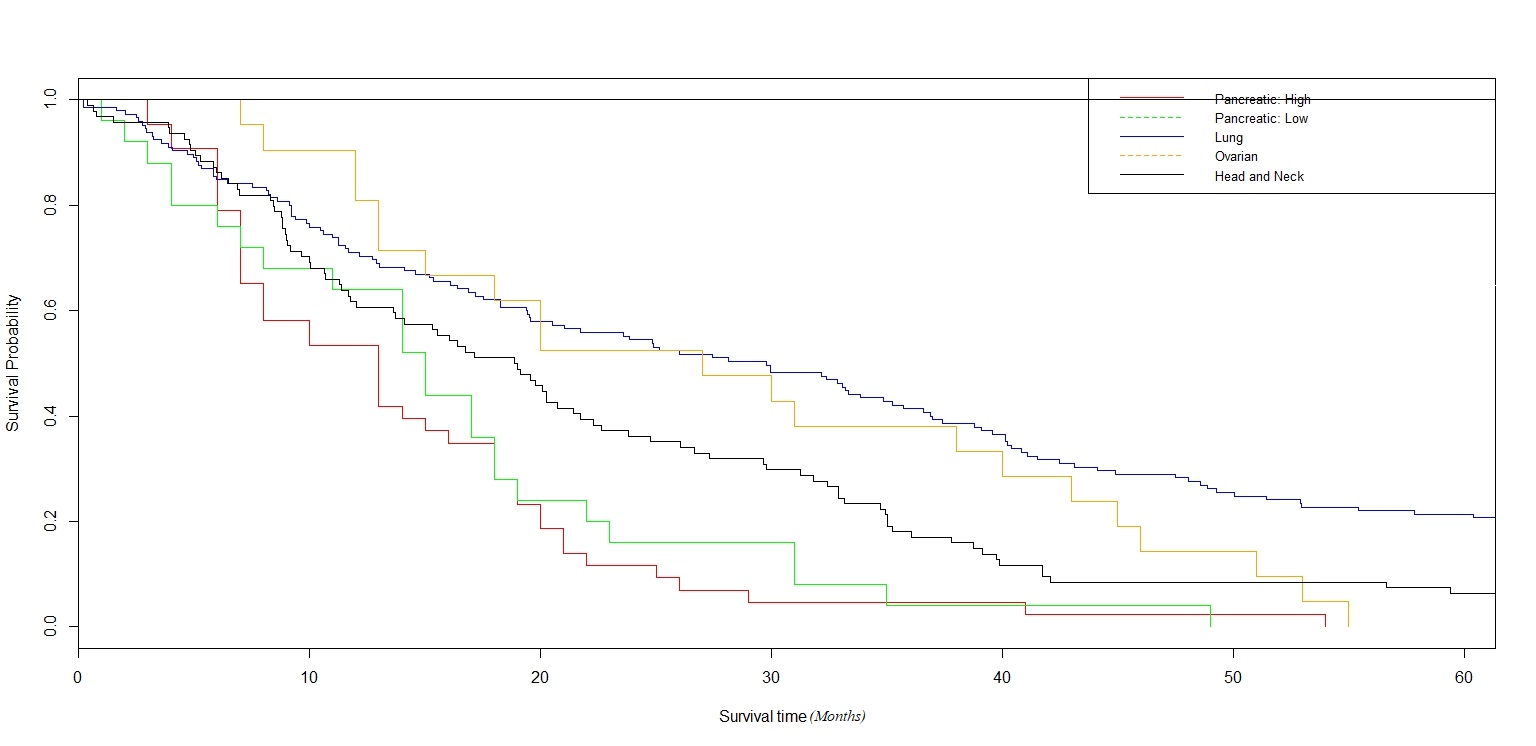 1.0
0.8
0.6
0.4
0.2
0.0
Survival Probability
Pancreatic: High
Pancreatic: Low
Lung
Ovarian
Head and Neck
0 10 20 30 40 50 60
Survival time (Months)